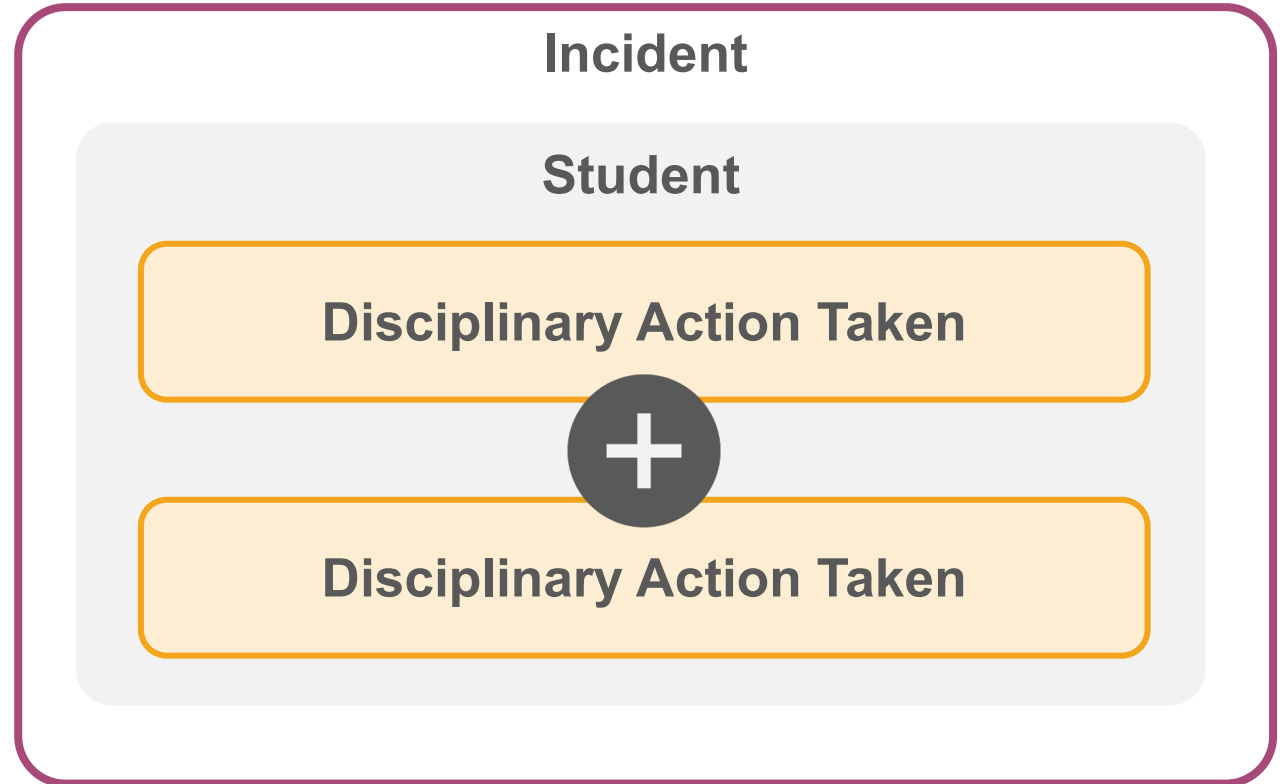 Incident
Student
Disciplinary Action Taken
+
Disciplinary Action Taken